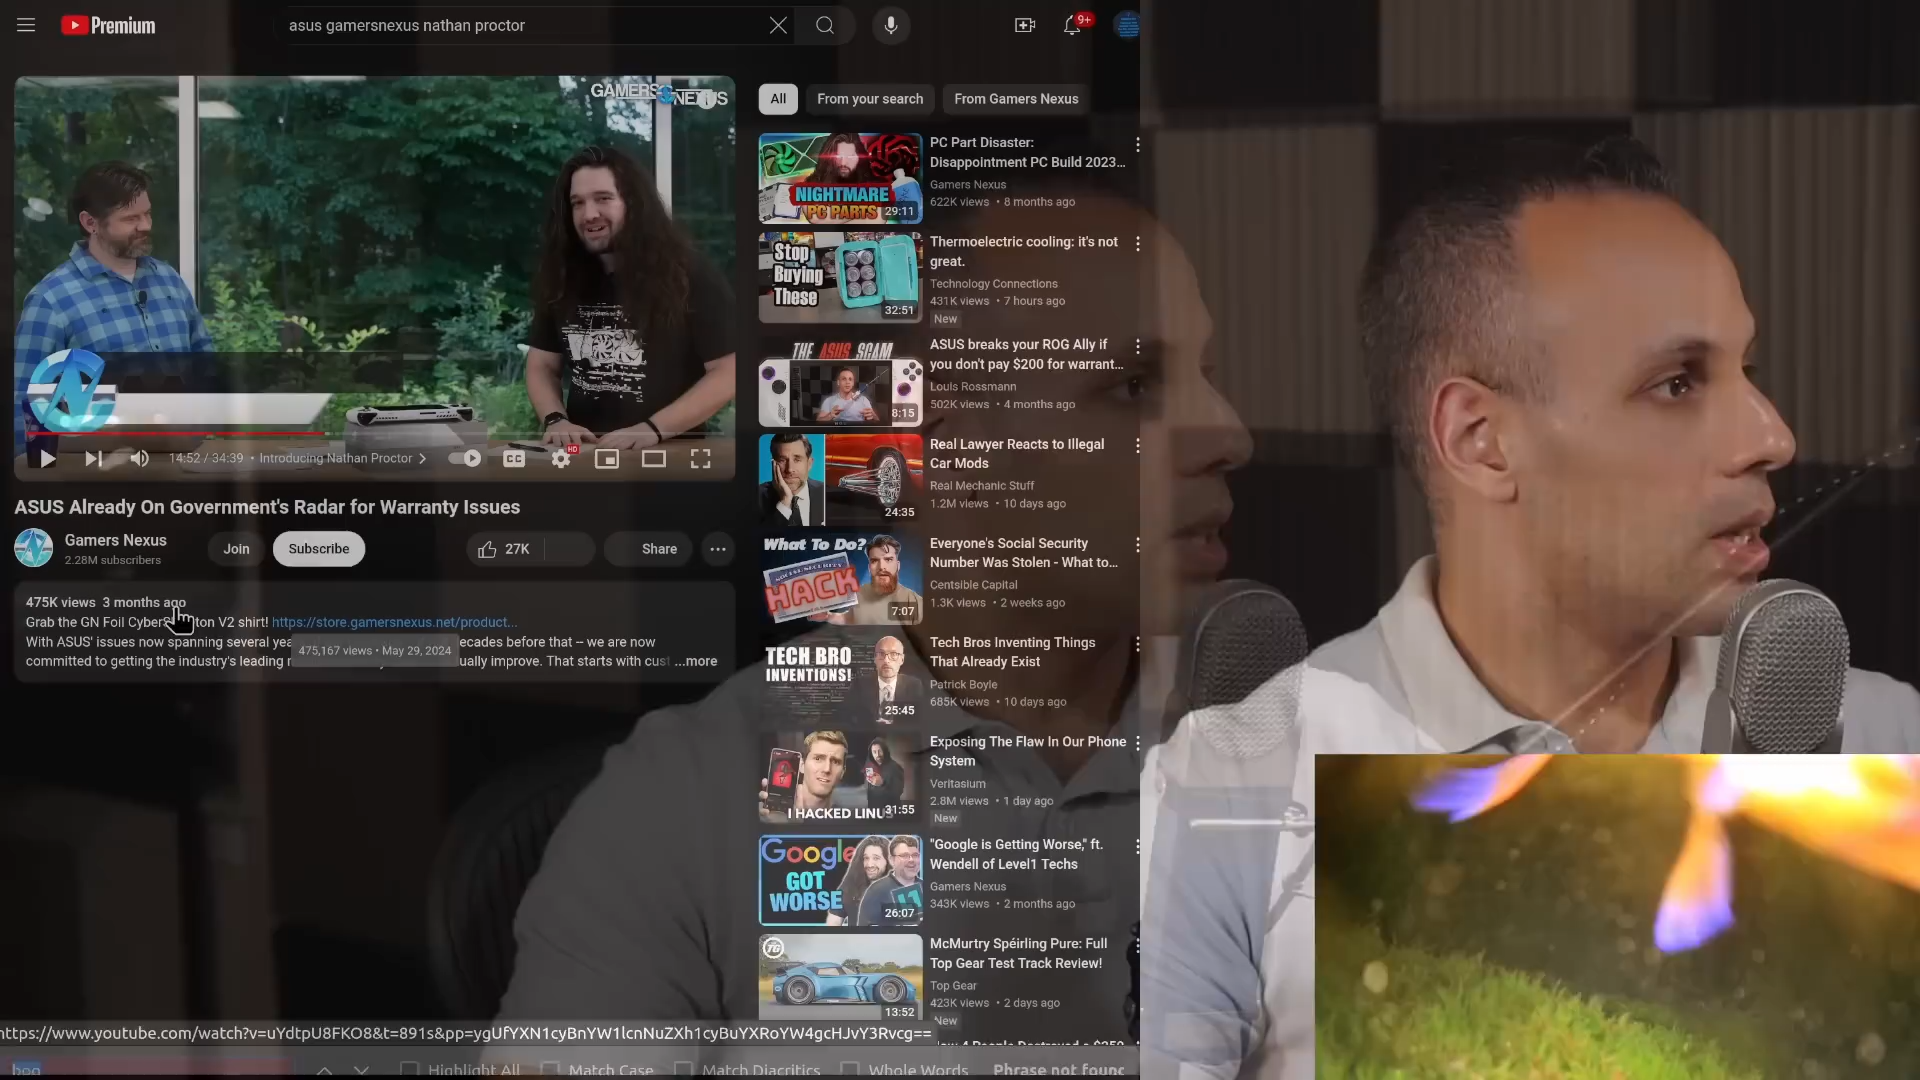 Premium
asus gamersnexus nathan proctor
9+
GAMERS NEXUS
14:52 / 34:39 • Introducing Nathan Proctor
CC
HD
ASUS Already On Government's Radar for Warranty Issues
Gamers Nexus
2.28M subscribers
Join
Subscribe
27K
Share
475K views 3 months ago
Grab the GN Foil V2 shirt! https://store.gamersnexus.net/product...
With ASUS' issues now spanning several ecades before that -- we are now
committed to getting the industry's leading ually improve. That starts with cust ...more
475,167 views • May 29, 2024
All
From your search
From Gamers Nexus
NIGHTMARE
PC PARTS
29:11
PC Part Disaster:
Disappointment PC Build 2023...
Gamers Nexus
622K views • 8 months ago
Stop
Buying
These
32:51
Thermoelectric cooling: it's not
great.
Technology Connections
431K views • 7 hours ago
New
THE ASUS SCAM
8:15
ASUS breaks your ROG Ally if
you don't pay $200 for warrant...
Louis Rossmann
502K views • 4 months ago
24:35
Real Lawyer Reacts to Illegal
Car Mods
Real Mechanic Stuff
1.2M views • 10 days ago
What To Do?
SOCIAL SECURITY
HACK
7:07
Everyone's Social Security
Number Was Stolen - What to...
Centsible Capital
1.3K views • 2 weeks ago
TECH BRO
INVENTIONS!
25:45
Tech Bros Inventing Things
That Already Exist
Patrick Boyle
685K views • 10 days ago
I HACKED LINUS
31:55
Exposing The Flaw In Our Phone
System
Veritasium
2.8M views • 1 day ago
New
Google
GOT
WORSE
26:07
"Google is Getting Worse," ft.
Wendell of Level1 Techs
Gamers Nexus
343K views • 2 months ago
TG
13:52
McMurtry Spéirling Pure: Full
Top Gear Test Track Review!
Top Gear
423K views • 2 days ago
New
https://www.youtube.com/watch?v=uYdtpU8FKO8&t=891s&pp=ygUfYXN1cyBnYW1lcnNuZXh1cyBuYXRoYW4gcHJvY3Rvcg==
Highlight All
Match Case
Match Diacritics
Whole Words
Phrase not found